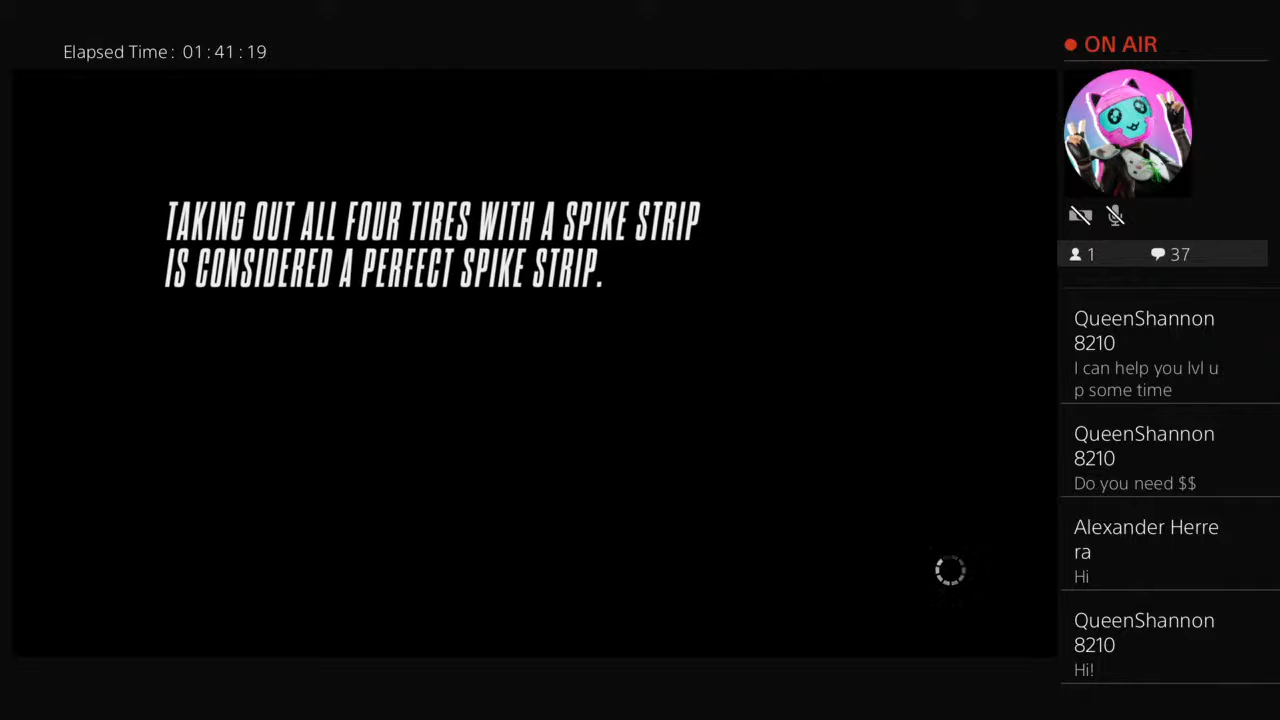 Elapsed Time: 01:41:19
ON AIR
TAKING OUT ALL FOUR TIRES WITH A SPIKE STRIP
IS CONSIDERED A PERFECT SPIKE STRIP.
1 37
QueenShannon
8210
I can help you lvl u
p some time
QueenShannon
8210
Do you need $$
Alexander Herre
ra
Hi
QueenShannon
8210
Hi!